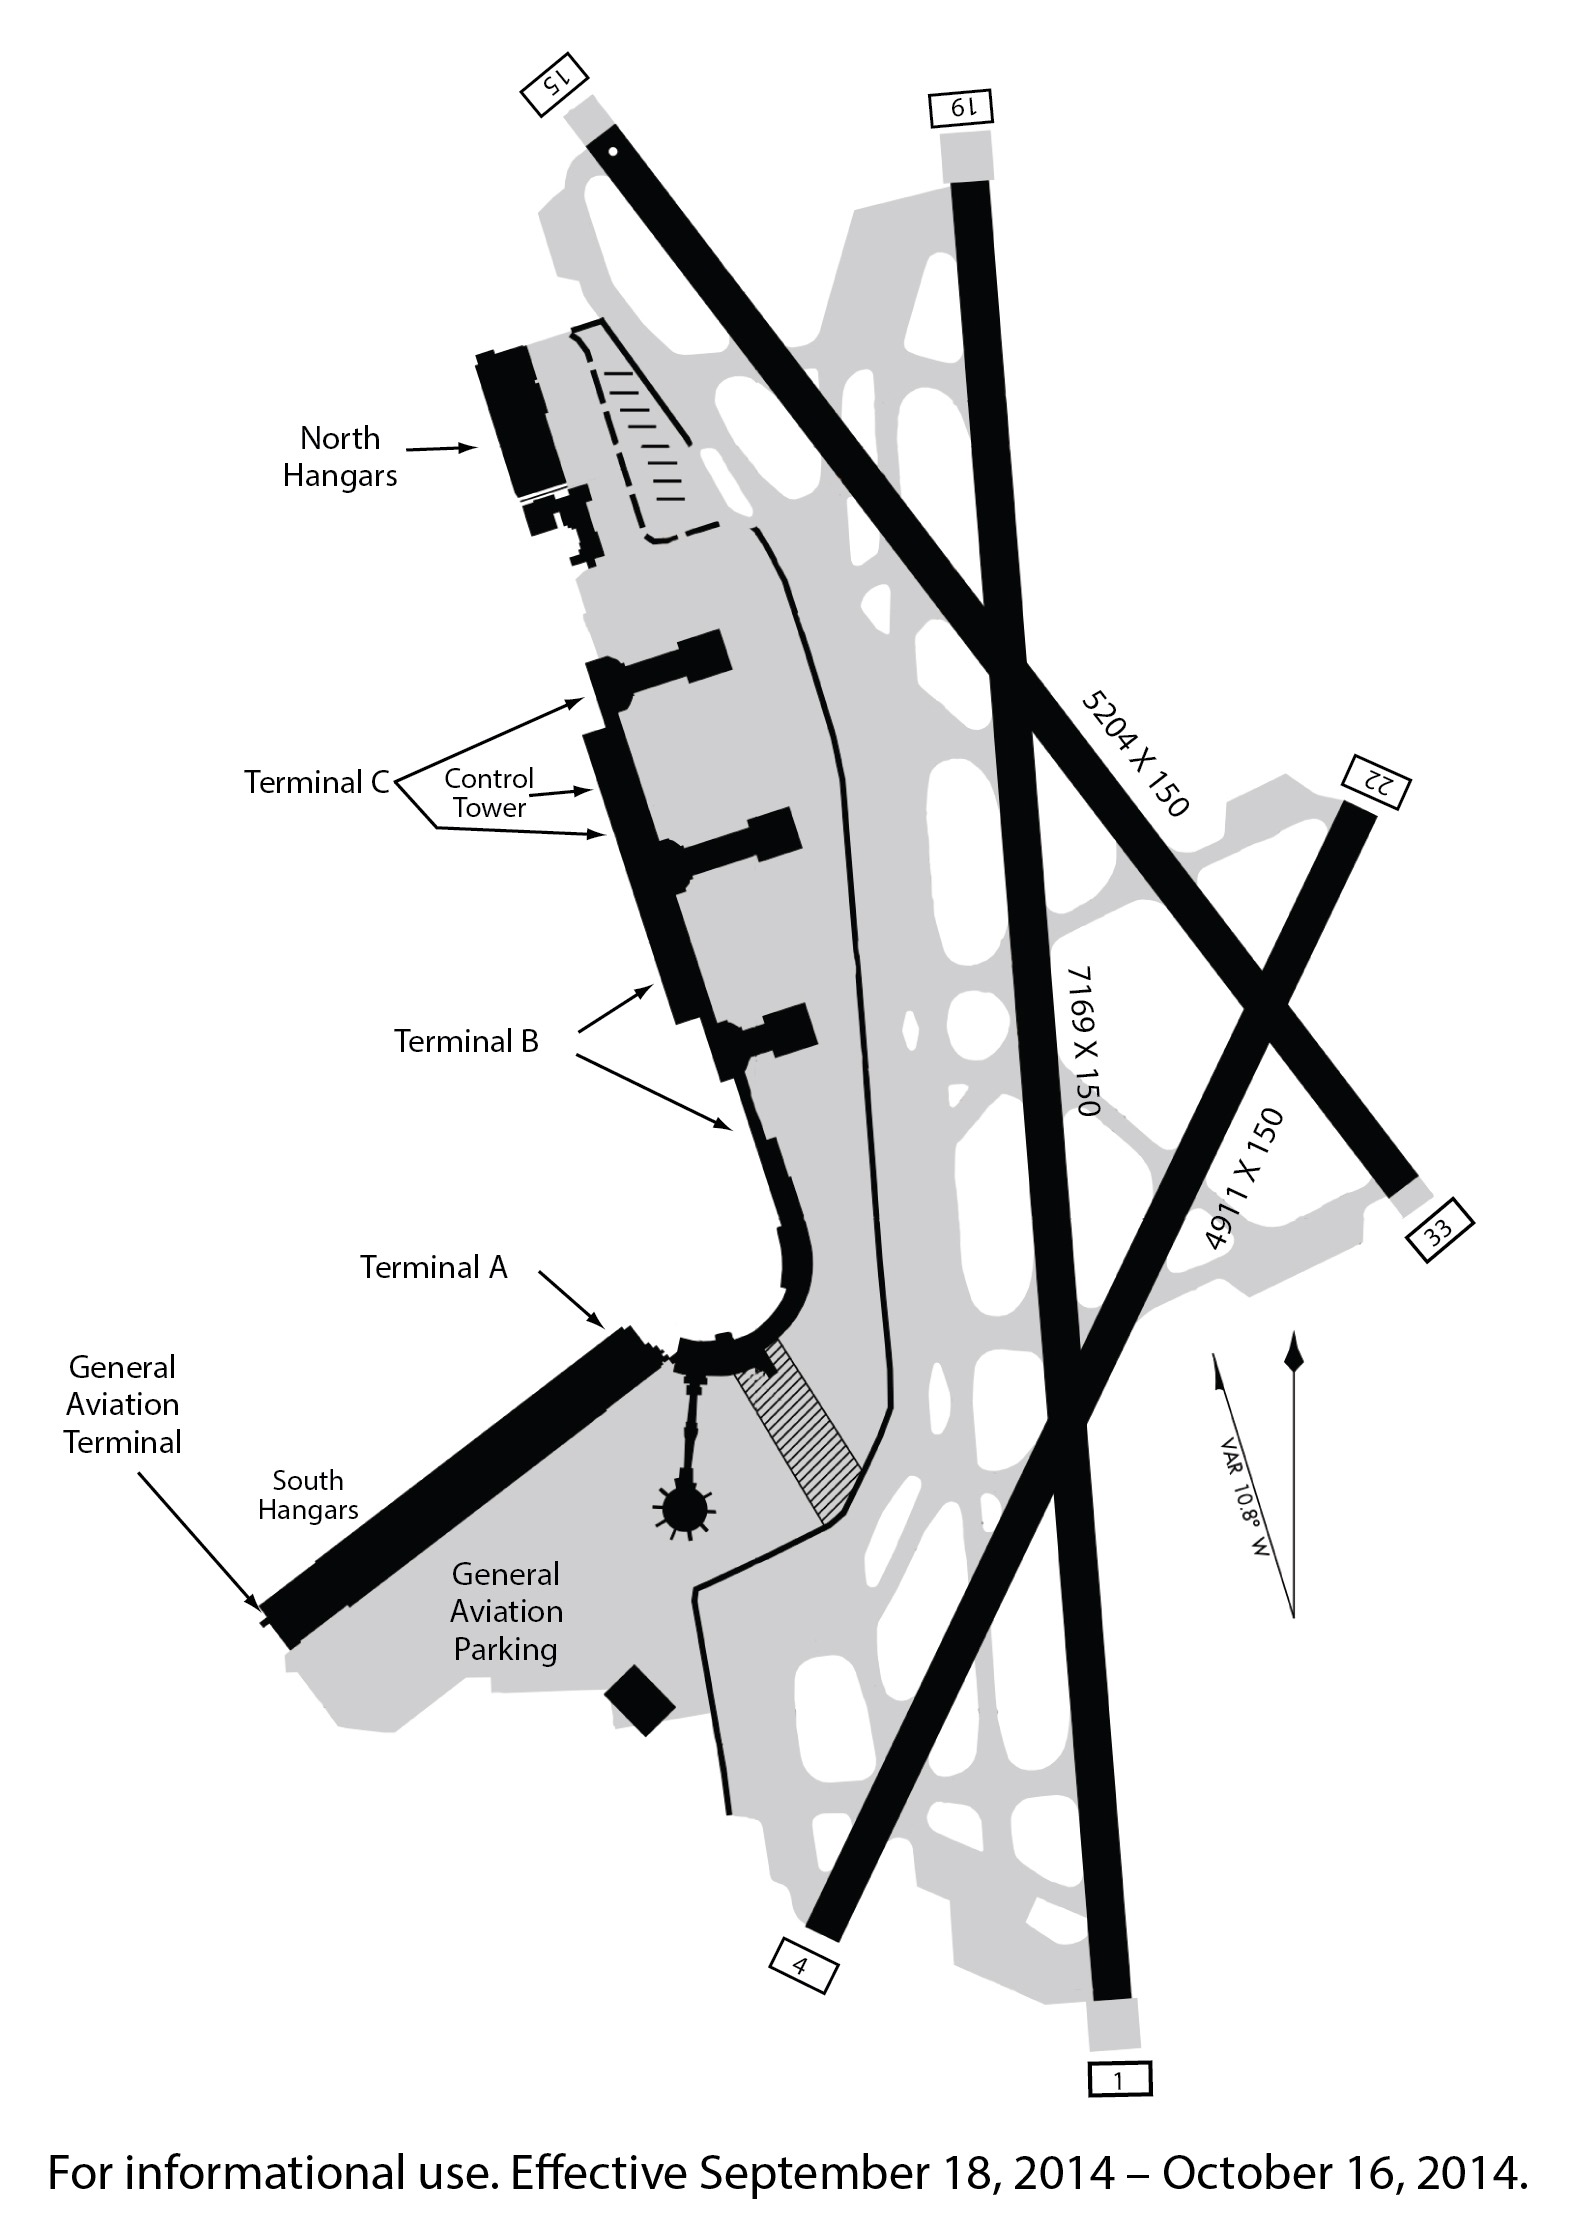 15
19
North
Hangars
5204 X 150
22
Terminal C
Control
Tower
7169 X 150
Terminal B
4911 X 150
33
Terminal A
General
Aviation
Terminal
South
Hangars
VAR 10.8° W
General
Aviation
Parking
4
1
For informational use. Effective September 18, 2014 – October 16, 2014.